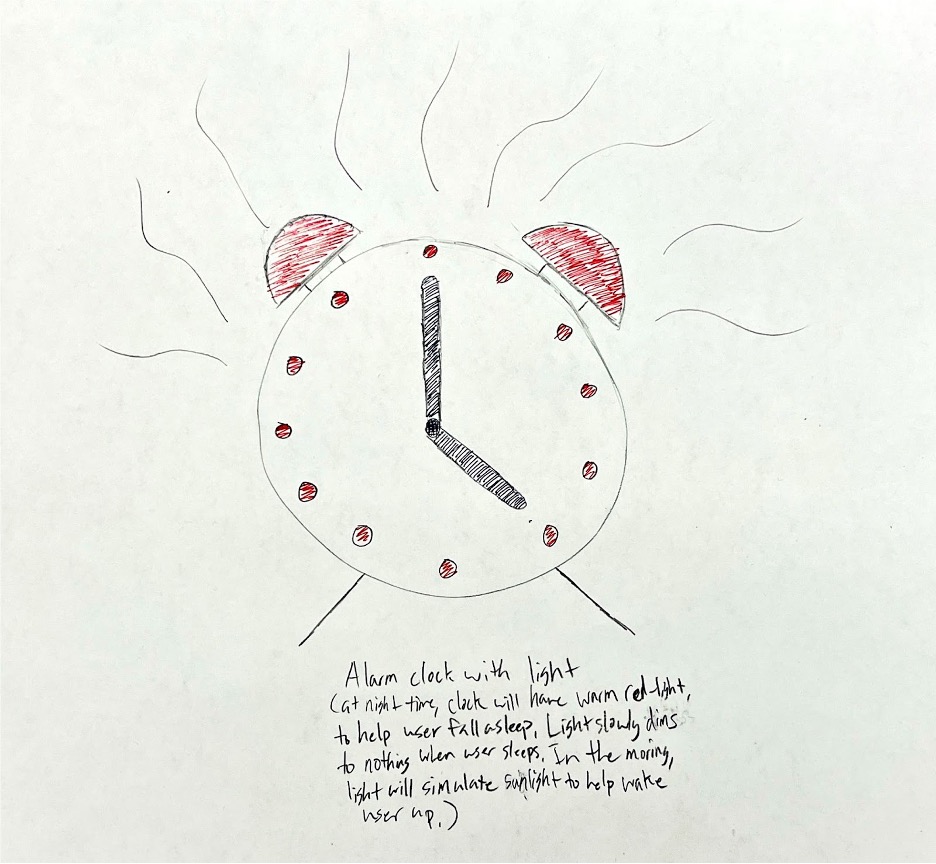 Alarm clock with light
(at night time, clock will have warm red-light,
to help user fall asleep. Light slowly dims
to nothing when user sleeps. In the moring,
light will simulate sunlight to help wake
user up.)